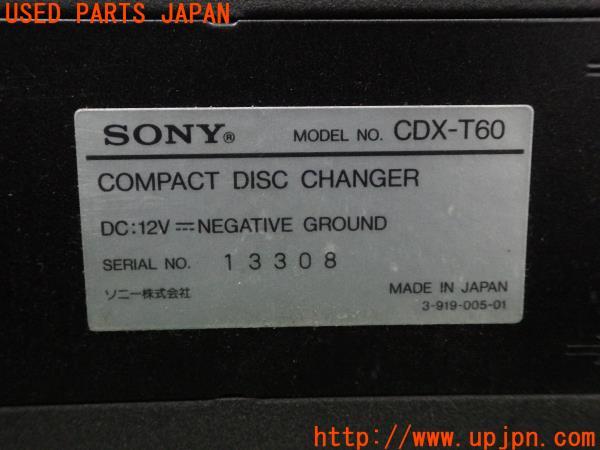 USED PARTS JAPAN
SONY® MODEL NO. CDX-T60
COMPACT DISC CHANGER
DC:12V⎓NEGATIVE GROUND
SERIAL NO. 13308
ソニー株式会社 MADE IN JAPAN
3-919-005-01
http://www.upjpn.com/